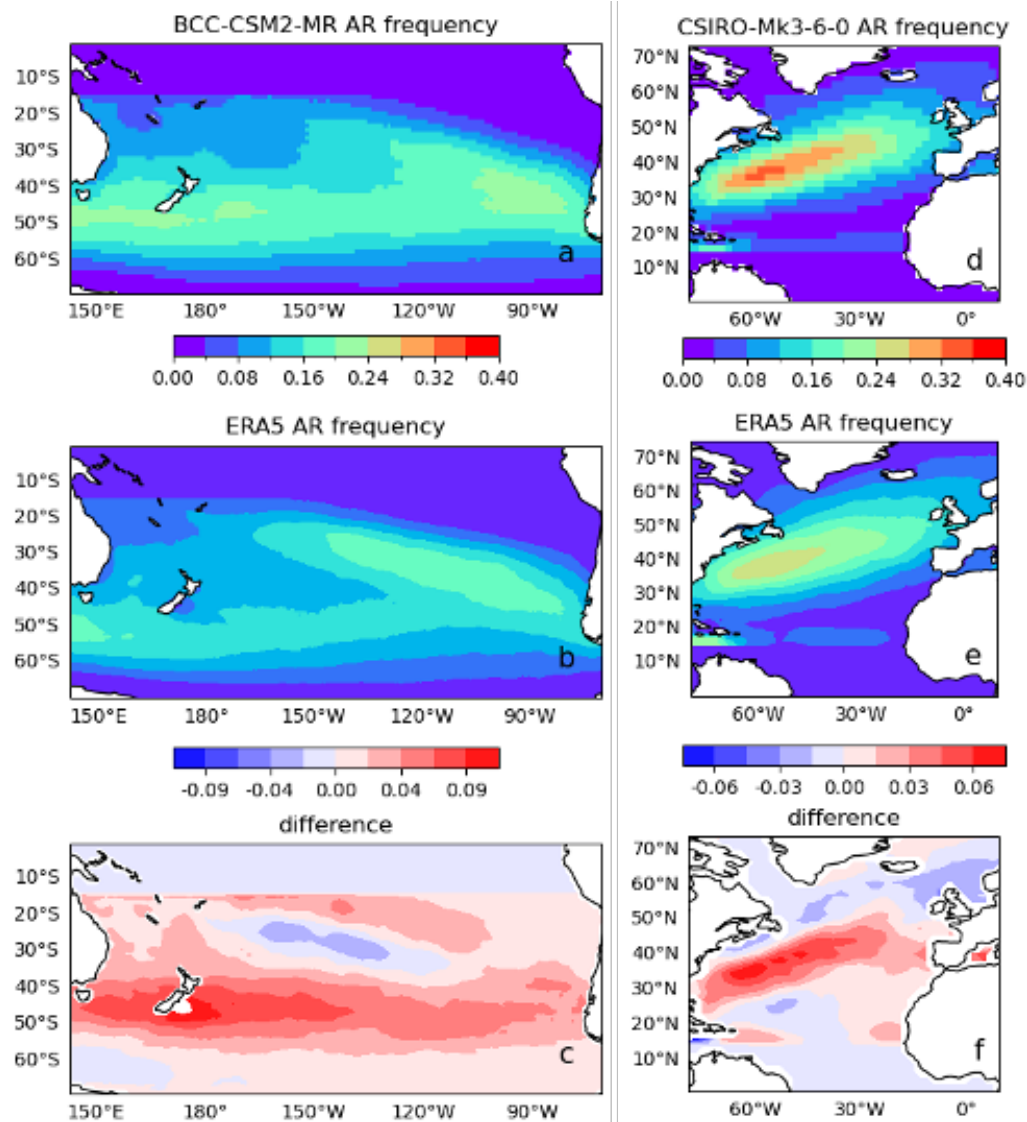 BCC-CSM2-MR AR frequency
10°S
20°S
30°S
40°S
50°S
60°S
a
150°E 180° 150°W 120°W 90°W
0.00 0.08 0.16 0.24 0.32 0.40
ERA5 AR frequency
10°S
20°S
30°S
40°S
50°S
60°S
b
150°E 180° 150°W 120°W 90°W
-0.09 -0.04 0.00 0.04 0.09
difference
10°S
20°S
30°S
40°S
50°S
60°S
c
150°E 180° 150°W 120°W 90°W
CSIRO-Mk3-6-0 AR frequency
70°N
60°N
50°N
40°N
30°N
20°N
10°N
d
60°W 30°W 0°
0.00 0.08 0.16 0.24 0.32 0.40
ERA5 AR frequency
70°N
60°N
50°N
40°N
30°N
20°N
10°N
e
60°W 30°W 0°
-0.06 -0.03 0.00 0.03 0.06
difference
70°N
60°N
50°N
40°N
30°N
20°N
10°N
f
60°W 30°W 0°